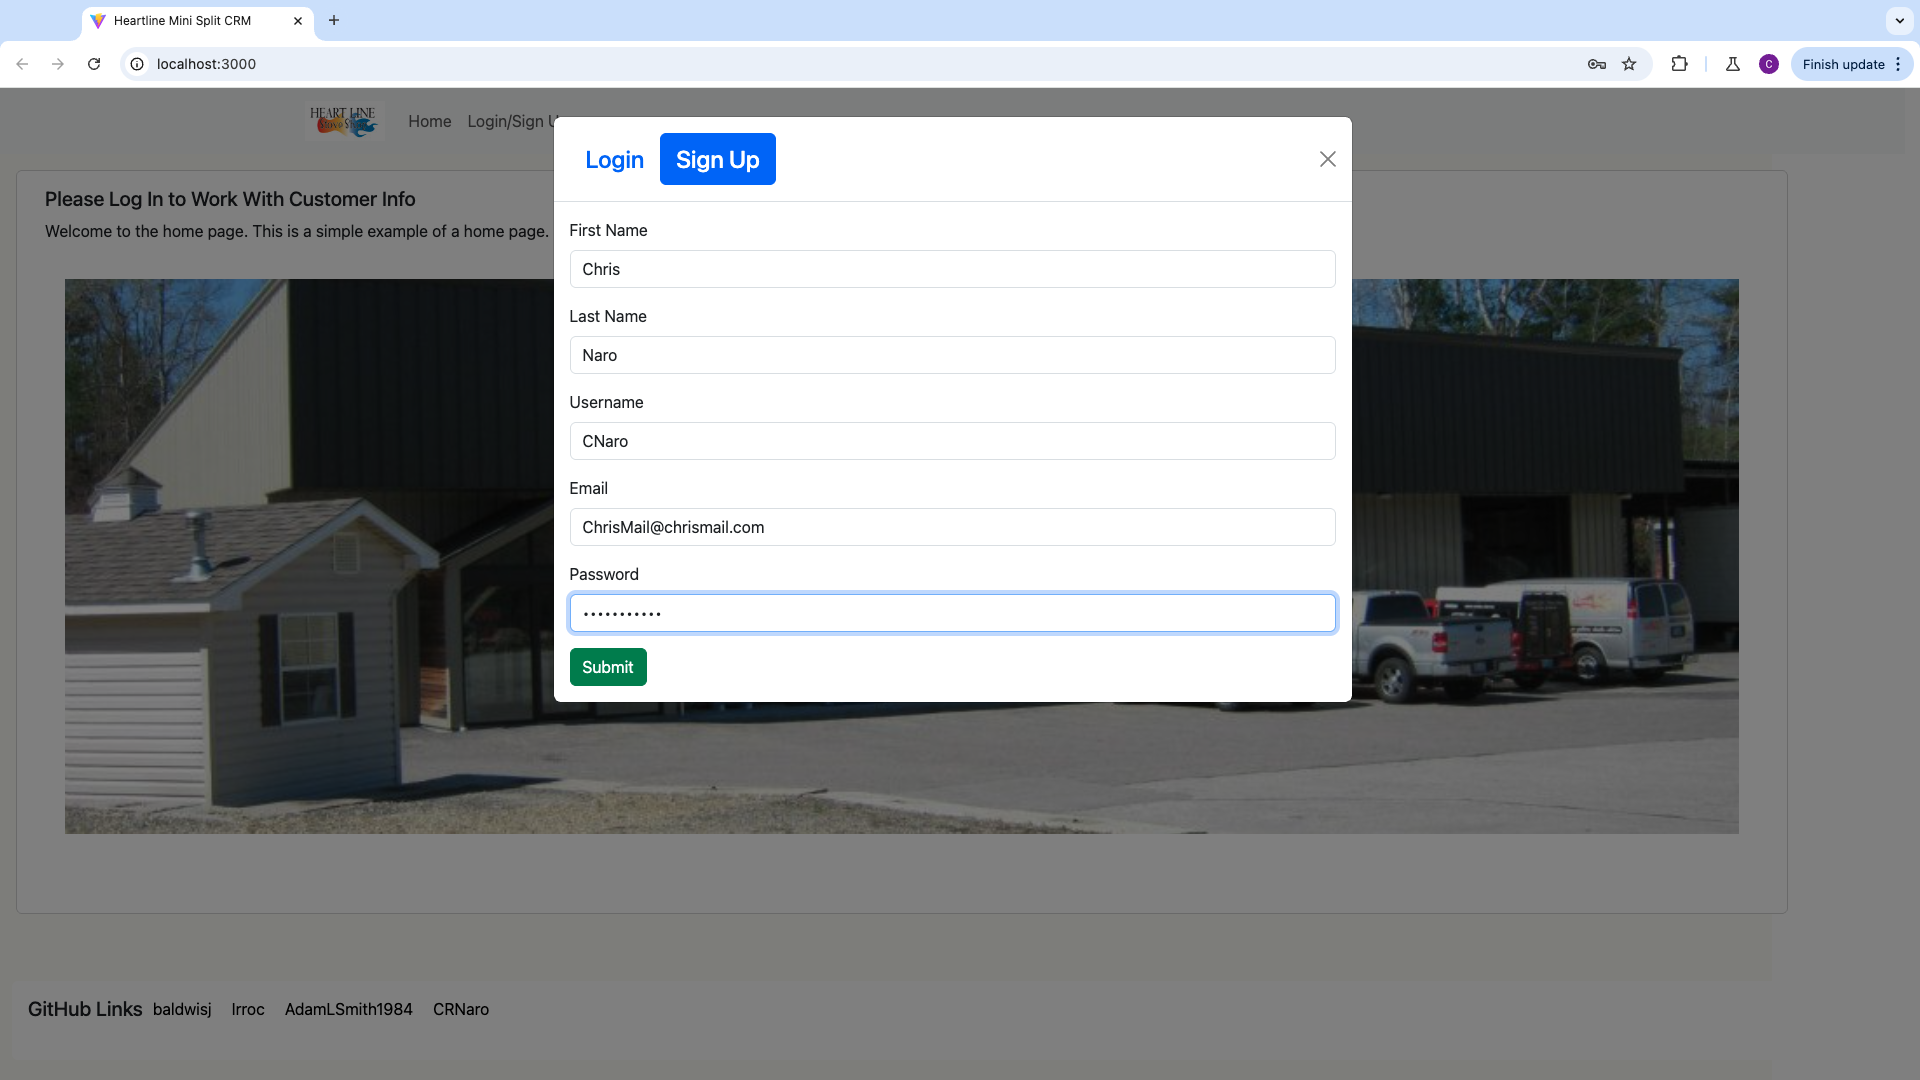 Heartline Mini Split CRM
localhost:3000
C
Finish update
HEART LINE
Home Login/Sign U
Login Sign Up
Please Log In to Work With Customer Info
Welcome to the home page. This is a simple example of a home page.
First Name
Chris
Last Name
Naro
Username
CNaro
Email
ChrisMail@chrismail.com
Password
•••••••••••
Submit
GitHub Links baldwisj lrroc AdamLSmith1984 CRNaro